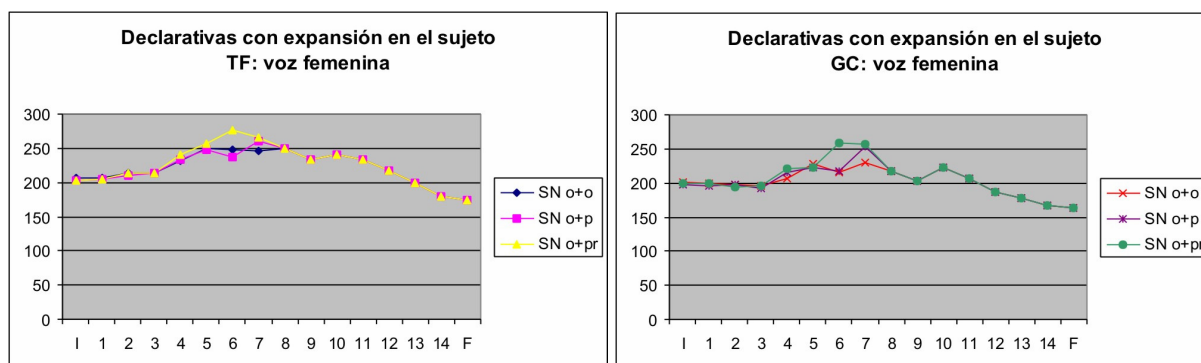 Declarativas con expansión en el sujeto
TF: voz femenina
300
250
200
150
100
50
0
I 1 2 3 4 5 6 7 8 9 10 11 12 13 14 F
SN o+o
SN o+p
SN o+pr
Declarativas con expansión en el sujeto
GC: voz femenina
300
250
200
150
100
50
0
I 1 2 3 4 5 6 7 8 9 10 11 12 13 14 F
SN o+o
SN o+p
SN o+pr